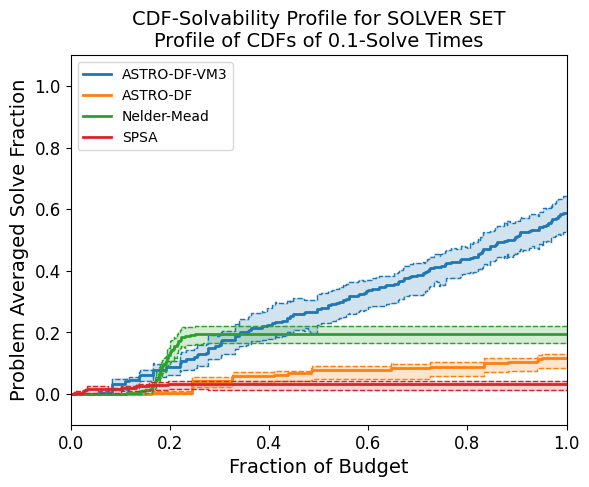 CDF-Solvability Profile for SOLVER SET
Profile of CDFs of 0.1-Solve Times
ASTRO-DF-VM3
ASTRO-DF
Nelder-Mead
SPSA
Problem Averaged Solve Fraction
1.0
0.8
0.6
0.4
0.2
0.0
0.0 0.2 0.4 0.6 0.8 1.0
Fraction of Budget